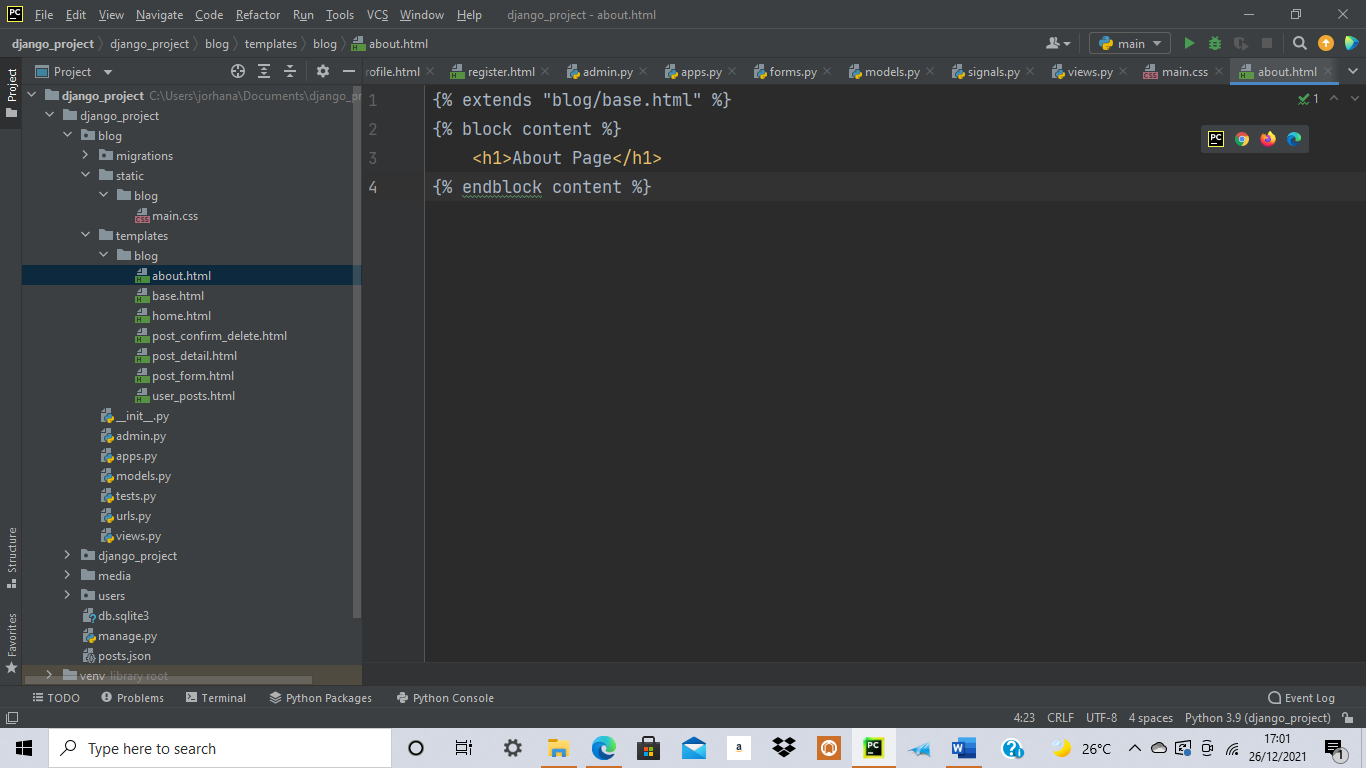 PC File Edit View Navigate Code Refactor Run Tools VCS Window Help django_project - about.html
django_project django_project blog templates blog about.html main
Project Project rofile.html register.html admin.py apps.py forms.py models.py signals.py views.py main.css about.html
django_project C:\Users\jorhana\Documents\django_pr
django_project
blog
migrations
static
blog
main.css
templates
blog
about.html
base.html
home.html
post_confirm_delete.html
post_detail.html
post_form.html
user_posts.html
__init__.py
admin.py
apps.py
models.py
tests.py
urls.py
views.py
django_project
media
users
db.sqlite3
manage.py
posts.json
venv library root
1 {% extends "blog/base.html" %}
2 {% block content %}
3 <h1>About Page</h1>
4 {% endblock content %}
1
PC
Structure
Favorites
TODO Problems Terminal Python Packages Python Console Event Log
4:23 CRLF UTF-8 4 spaces Python 3.9 (django_project)
Type here to search a PC W 26°C 17:01
26/12/2021 1